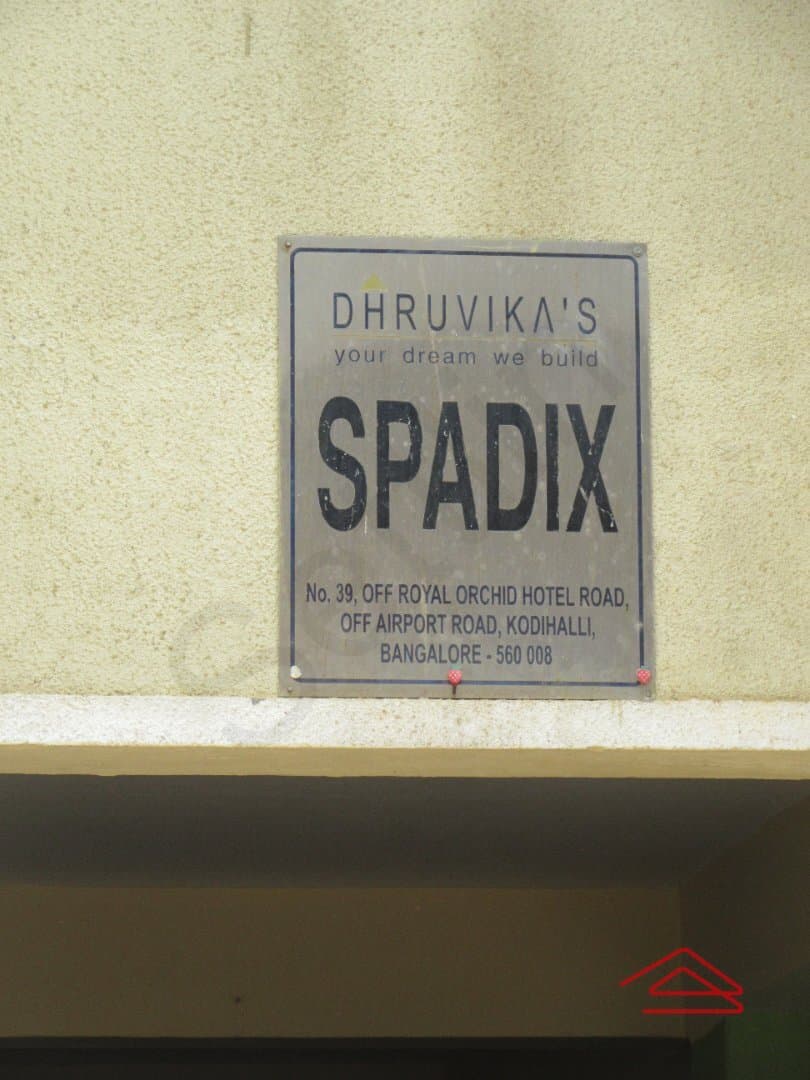 DHRUVIKA'S
your dream we build
SPADIX
No. 39, OFF ROYAL ORCHID HOTEL ROAD,
OFF AIRPORT ROAD, KODIHALLI,
BANGALORE - 560 008